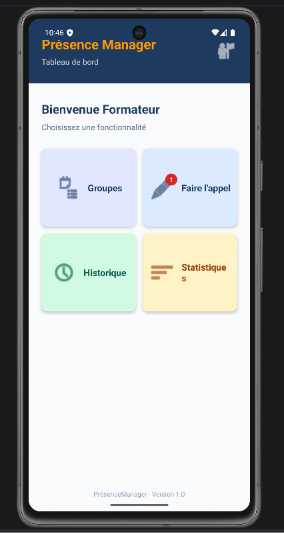 10:46
Présence Manager
Tableau de bord
Bienvenue Formateur
Choisissez une fonctionnalité
Groupes
1
Faire l'appel
Historique
Statistique
s
PrésenceManager - Version 1.0